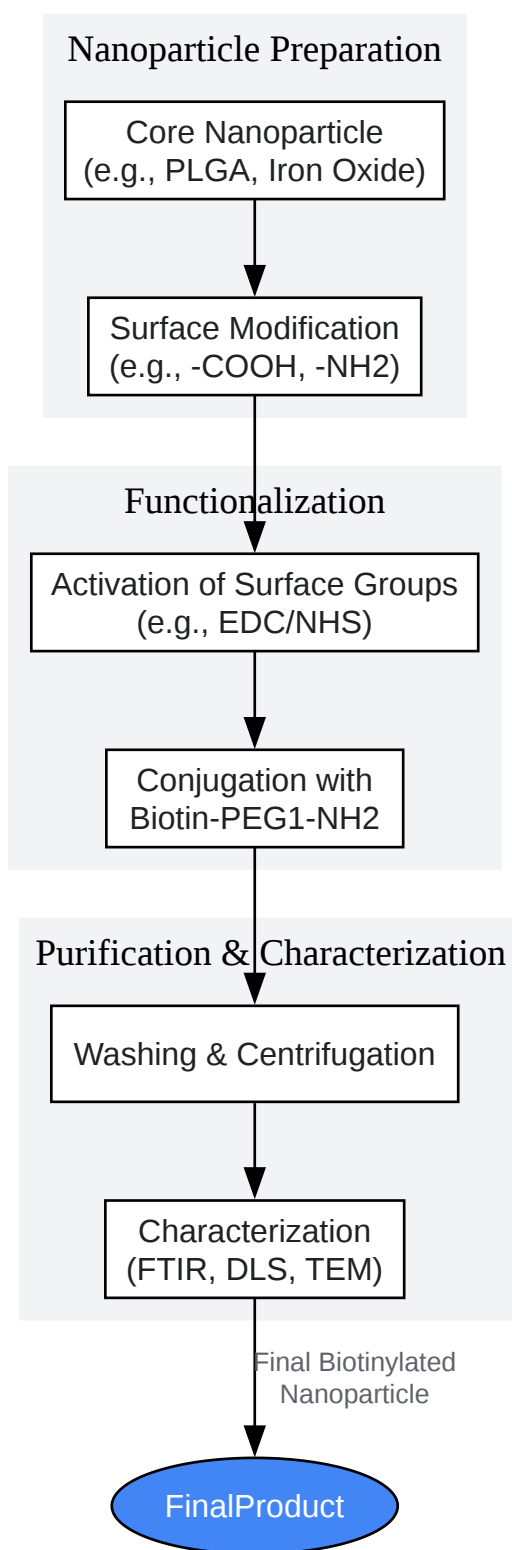 Nanoparticle Preparation
Core Nanoparticle
(e.g., PLGA, Iron Oxide)
Surface Modification
(e.g., -COOH, -NH2)
Functionalization
Activation of Surface Groups
(e.g., EDC/NHS)
Conjugation with
Biotin-PEG1-NH2
Purification & Characterization
Washing & Centrifugation
Characterization
(FTIR, DLS, TEM)
Final Biotinylated
Nanoparticle
FinalProduct